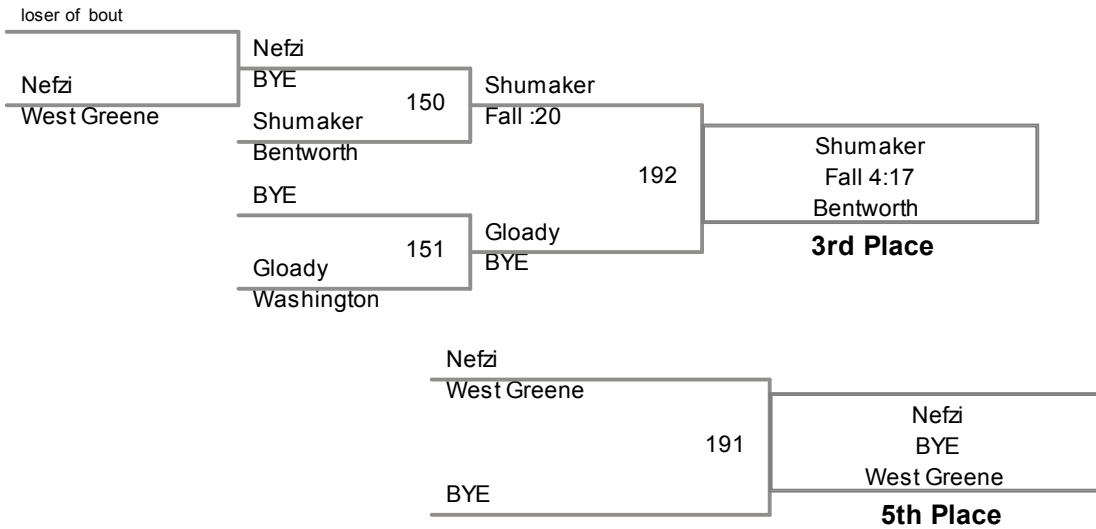 loser of bout
Nefzi
West Greene
Nefzi
BYE
150
Shumaker
Bentworth
BYE
151
Gloady
Washington
Shumaker
Fall :20
192
Gloady
BYE
Shumaker
Fall 4:17
Bentworth
3rd Place
Nefzi
West Greene
191
BYE
Nefzi
BYE
West Greene
5th Place